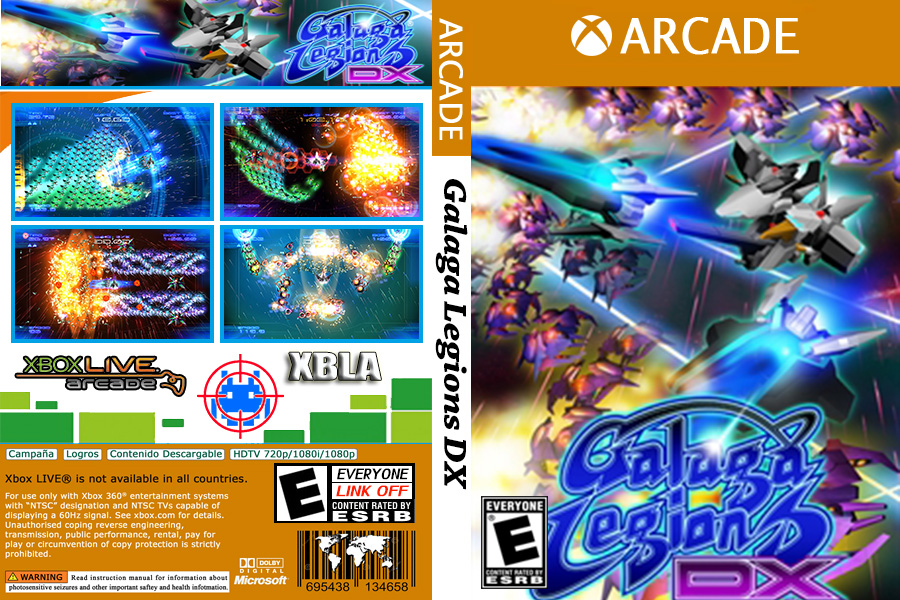 Galaga
Legions
DX
XBOX LIVE
arcade
XBLA
Campaña
Logros
Contenido Descargable
HDTV 720p/1080i/1080p
Xbox LIVE® is not available in all countries.
For use only with Xbox 360® entertainment systems
with "NTSC" designation and NTSC TVs capable of
displaying a 60Hz signal. See xbox.com for details.
Unauthorised coping reverse engineering,
transmission, public performance, rental, pay for
play or circumvention of copy protection is strictly
prohibited.
WARNING Read instruction manual for information about
photosensitive seizures and other important saftey and health infotmation.
E
EVERYONE
LINK OFF
CONTENT RATED BY
ESRB
DOLBY
DIGITAL
Microsoft
695438 134658
ARCADE
Galaga Legions DX
ARCADE
Galaga
Legions
DX
EVERYONE
E
CONTENT RATED BY
ESRB